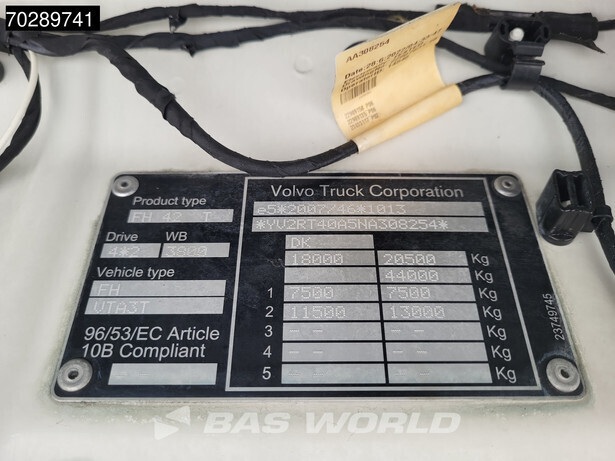 70289741
AA308254
Volvo Truck Corporation
Product type
FH 42 T
e5*2007/46*1013
*YV2RT40A5NA308254*
Drive
WB
4*2
3900
DK
18000
20500
Kg
44000
Kg
Vehicle type
FH
VTA3T
1
7500
7500
Kg
2
11500
13000
Kg
96/53/EC Article
10B Compliant
3
--
--
Kg
4
--
--
Kg
5
--
--
Kg
23749745
BAS WORLD